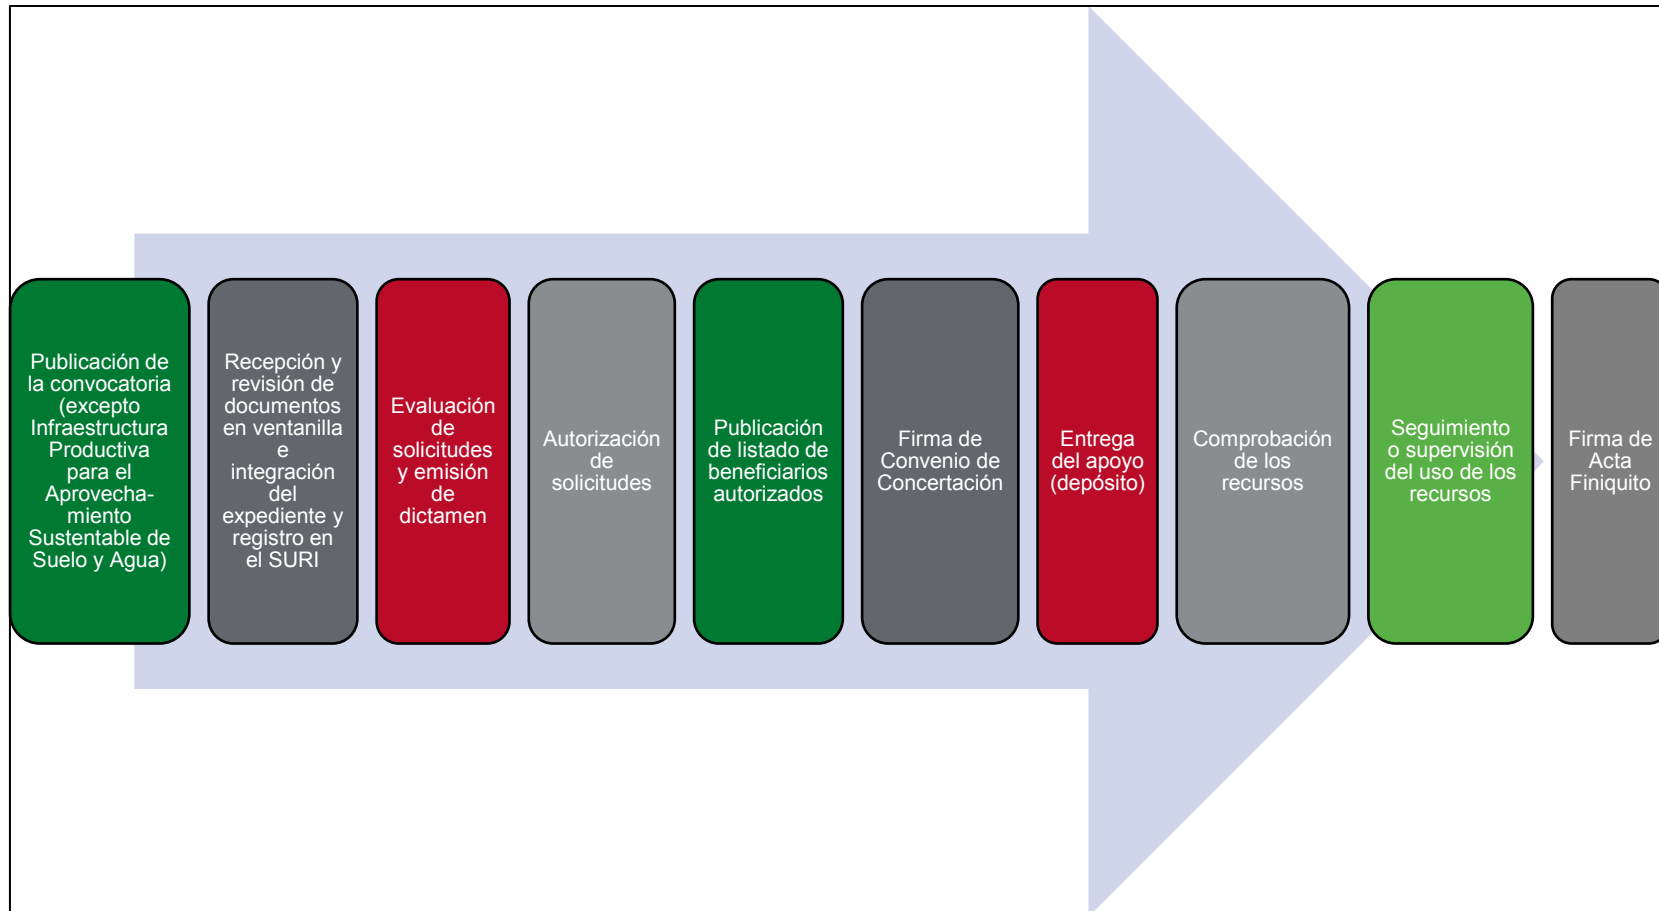 Publicación de
la convocatoria
(excepto
Infraestructura
Productiva
para el
Aprovecha-
miento
Sustentable de
Suelo y Agua)
Recepción y
revisión de
documentos
en ventanilla
e
integración
del
expediente y
registro en
el SURI
Evaluación
de
solicitudes
y emisión
de
dictamen
Autorización
de
solicitudes
Publicación
de listado de
beneficiarios
autorizados
Firma de
Convenio de
Concertación
Entrega
del apoyo
(depósito)
Comprobación
de los
recursos
Seguimiento
o supervisión
del uso de los
recursos
Firma de
Acta
Finiquito